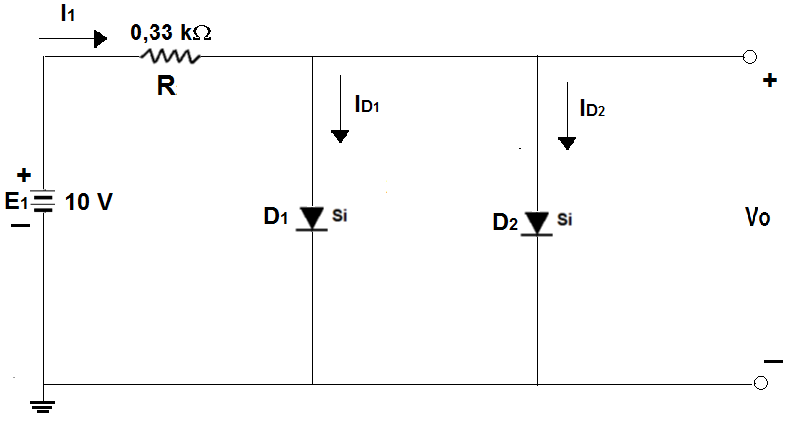 I1
0,33 kΩ
R
+
ID1
ID2
+
E1
10 V
D1
Si
D2
Si
Vo
−
−